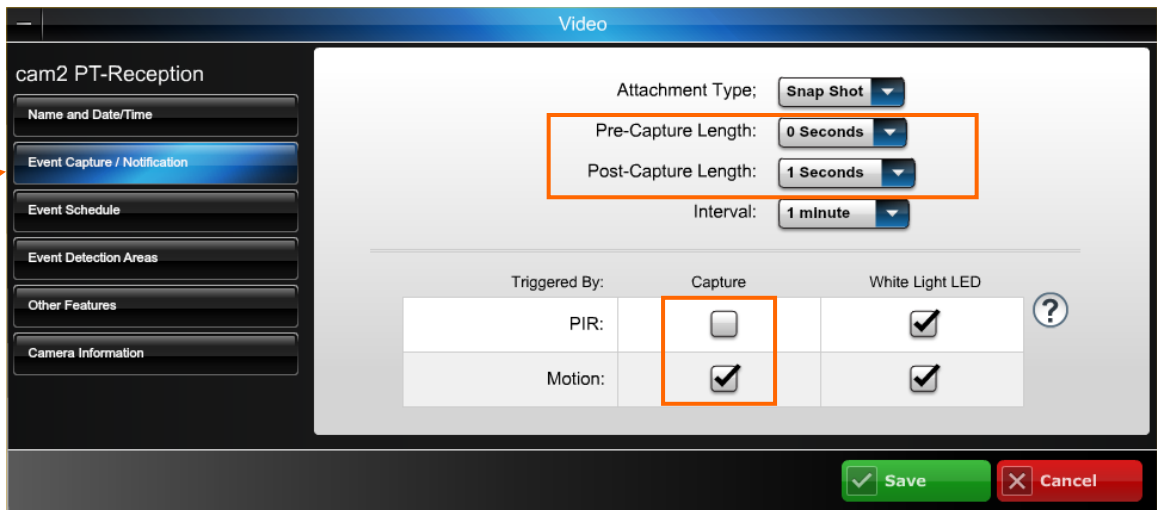 Video
cam2 PT-Reception
Name and Date/Time
Event Capture / Notification
Event Schedule
Event Detection Areas
Other Features
Camera Information
Attachment Type; Snap Shot
Pre-Capture Length: 0 Seconds
Post-Capture Length: 1 Seconds
Interval: 1 minute
Triggered By: Capture White Light LED
PIR:
Motion:
?
Save Cancel